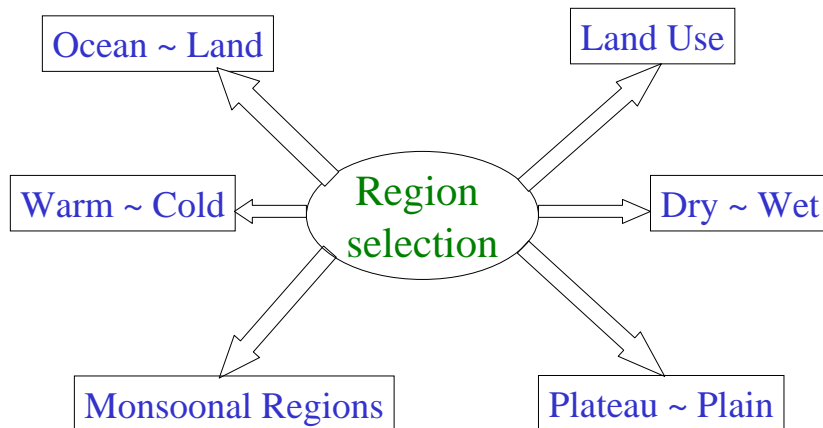 Ocean ~ Land
Land Use
Warm ~ Cold
Region
selection
Dry ~ Wet
Monsoonal Regions
Plateau ~ Plain